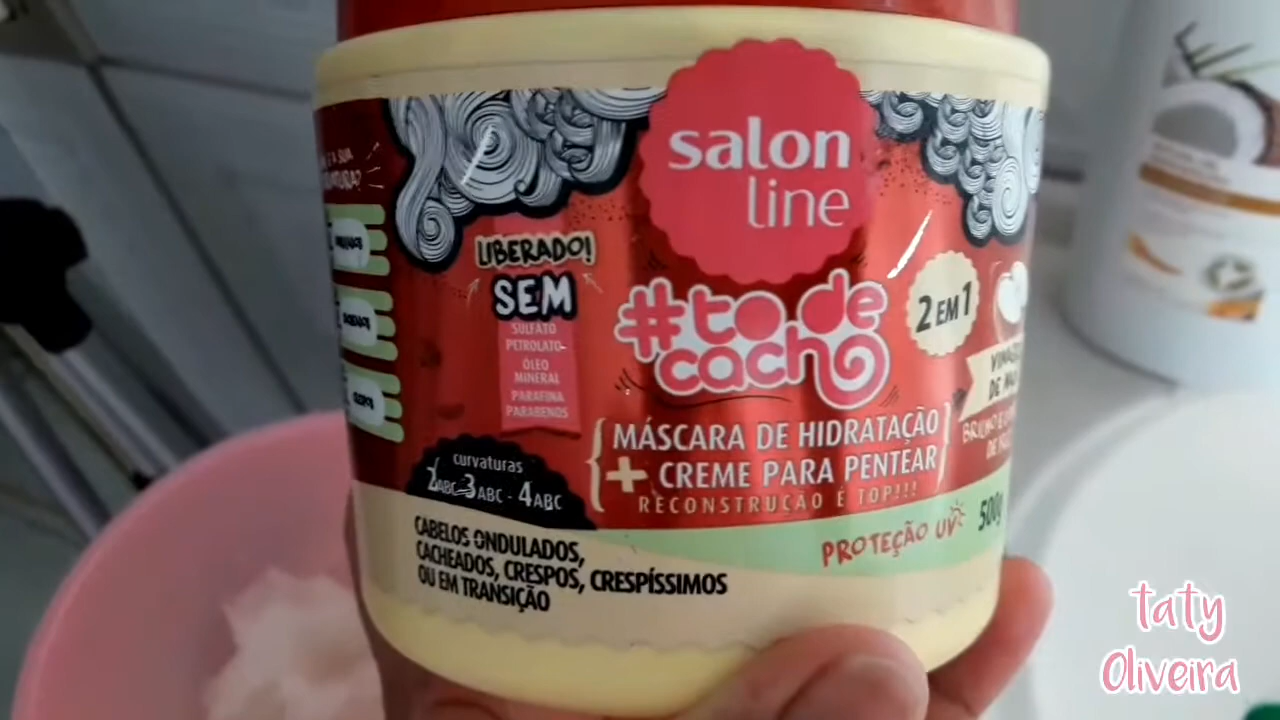 salon
line
LIBERADO!
SEM
SULFATO
PETROLATO
ÓLEO
MINERAL
PARAFINA
PARABENOS
#to de
cacho
2 EM 1
DE
MÁSCARA DE HIDRATAÇÃO
+ CREME PARA PENTEAR
RECONSTRUÇÃO É TOP!!!
curvaturas
2ABC-3ABC-4ABC
PROTEÇÃO UV
500g
CABELOS ONDULADOS,
CACHEADOS, CRESPOS, CRESPÍSSIMOS
OU EM TRANSIÇÃO
taty
Oliveira